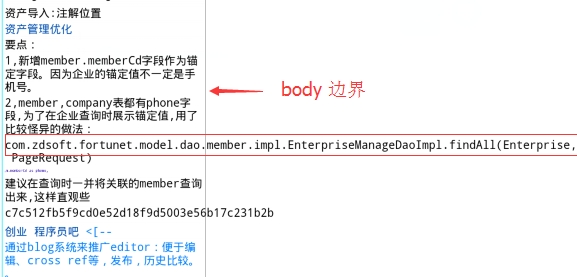 资产导入:注解位置
资产管理优化
要点：
1,新增member.memberCd字段作为锚
定字段。因为企业的锚定值不一定是手
机号。
2,member,company表都有phone字
段,为了在企业查询时展示锚定值,用了
比较怪异的做法：
com.zdsoft.fortunet.model.dao.member.impl.EnterpriseManageDaoImpl.findAll(Enterprise,
PageRequest)
建议在查询时一并将关联的member查询
出来,这样直观些
c7c512fb5f9cd0e52d18f9d5003e56b17c231b2b
创业 程序员吧 <[--
通过blog系统来推广editor：便于编
辑、cross ref等，发布，历史比较。
body 边界